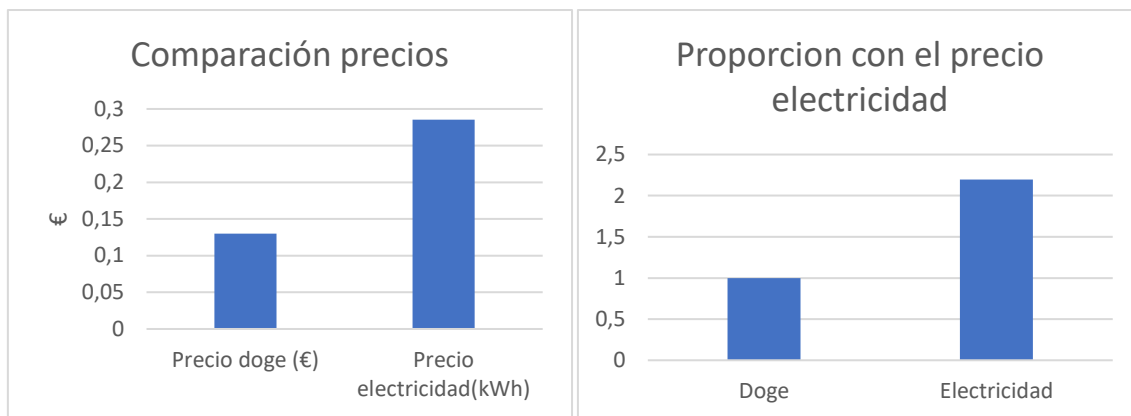 Comparación precios
0,3
0,25
0,2
0,15
0,1
0,05
0
€
Precio doge (€)
Precio
electricidad(kWh)
Proporcion con el precio
electricidad
2,5
2
1,5
1
0,5
0
Doge
Electricidad